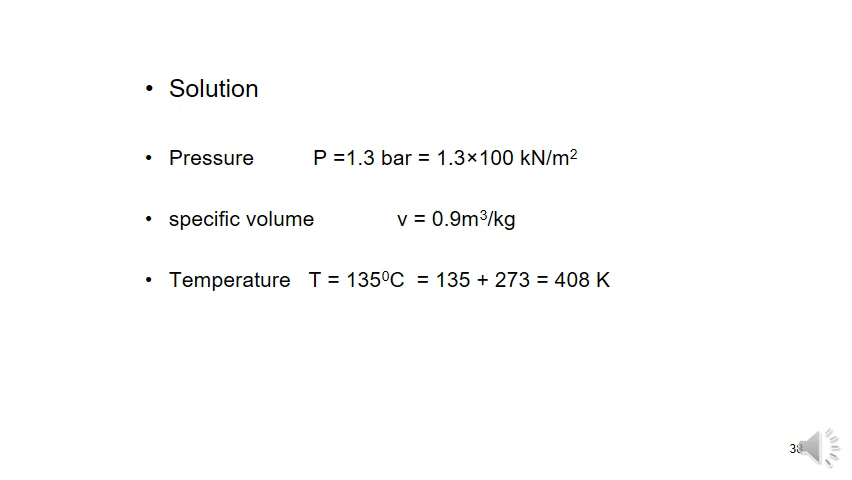 • Solution
• Pressure P =1.3 bar = 1.3×100 kN/m²
• specific volume v = 0.9m³/kg
• Temperature T = 135⁰C = 135 + 273 = 408 K